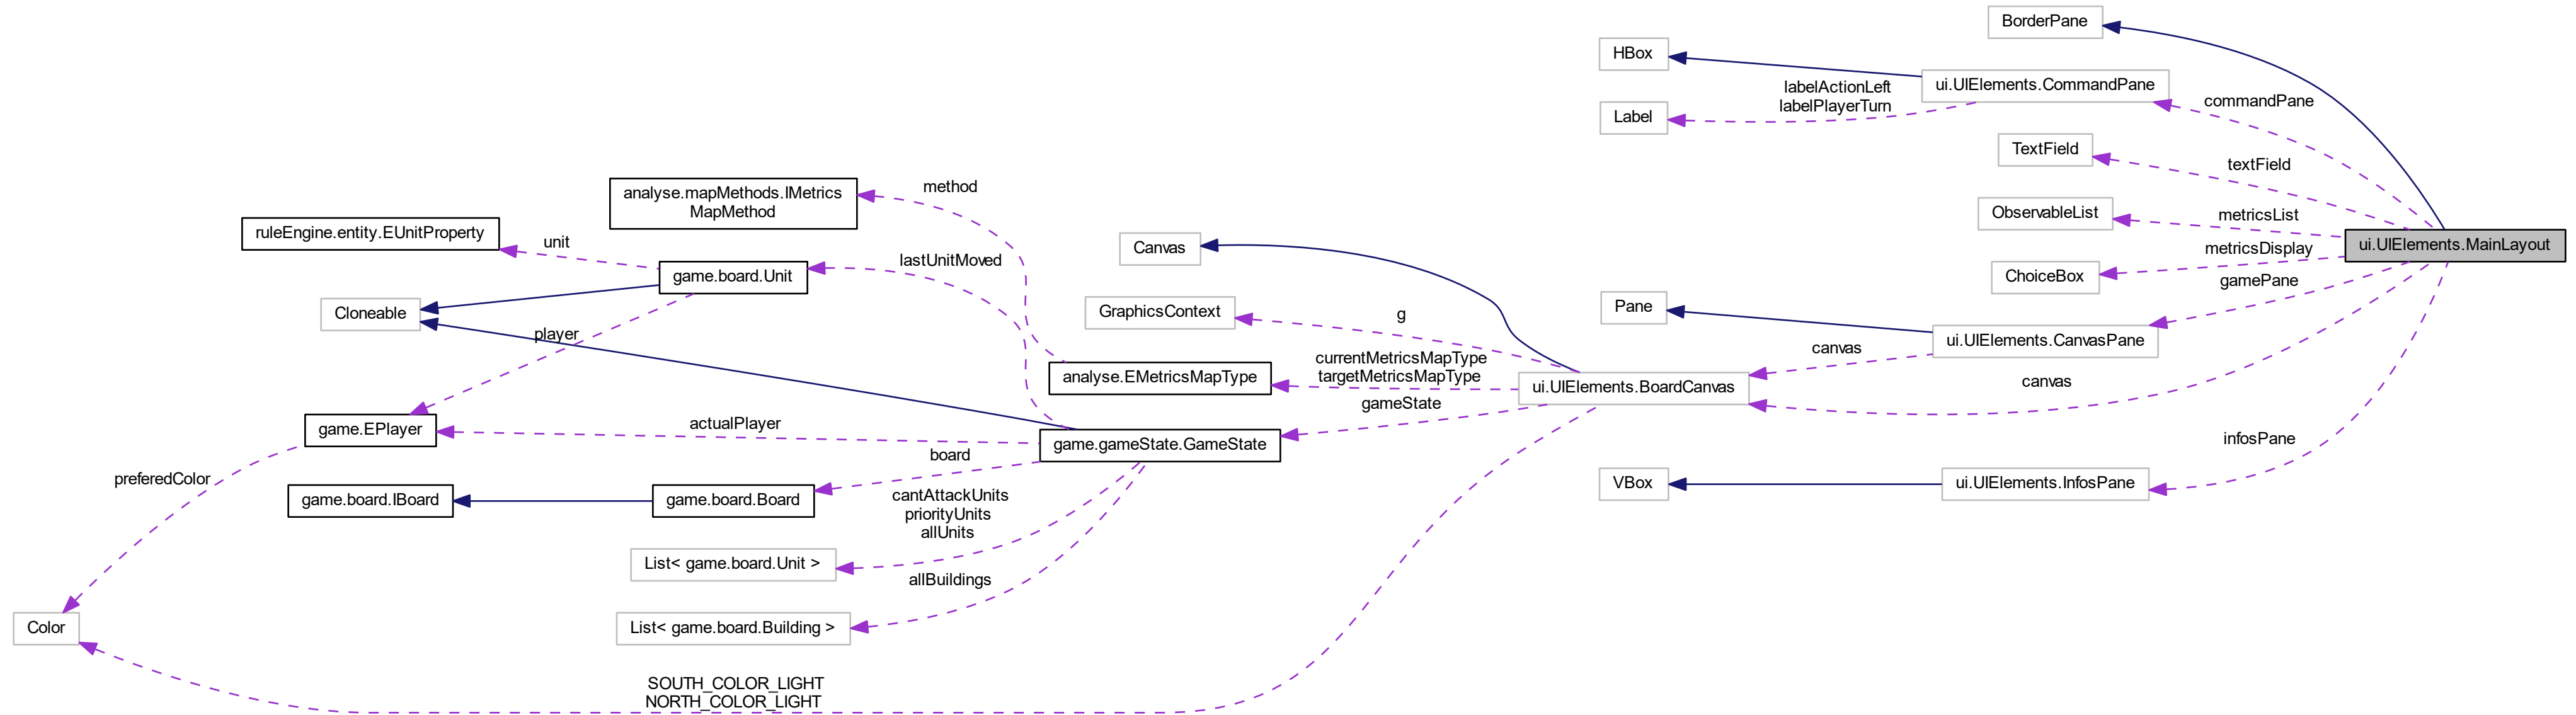 BorderPane
HBox
ui.UIElements.CommandPane
labelActionLeft
labelPlayerTurn
commandPane
Label
TextField
textField
analyse.mapMethods.IMetrics
MapMethod
method
ObservableList
metricsList
ruleEngine.entity.EUnitProperty
unit
ui.UIElements.MainLayout
Canvas
lastUnitMoved
metricsDisplay
game.board.Unit
ChoiceBox
gamePane
Cloneable
GraphicsContext
g
Pane
player
ui.UIElements.CanvasPane
canvas
currentMetricsMapType
targetMetricsMapType
analyse.EMetricsMapType
ui.UIElements.BoardCanvas
canvas
gameState
game.EPlayer
actualPlayer
game.gameState.GameState
infosPane
board
preferedColor
VBox
ui.UIElements.InfosPane
game.board.IBoard
game.board.Board
cantAttackUnits
priorityUnits
allUnits
List< game.board.Unit >
allBuildings
Color
List< game.board.Building >
SOUTH_COLOR_LIGHT
NORTH_COLOR_LIGHT